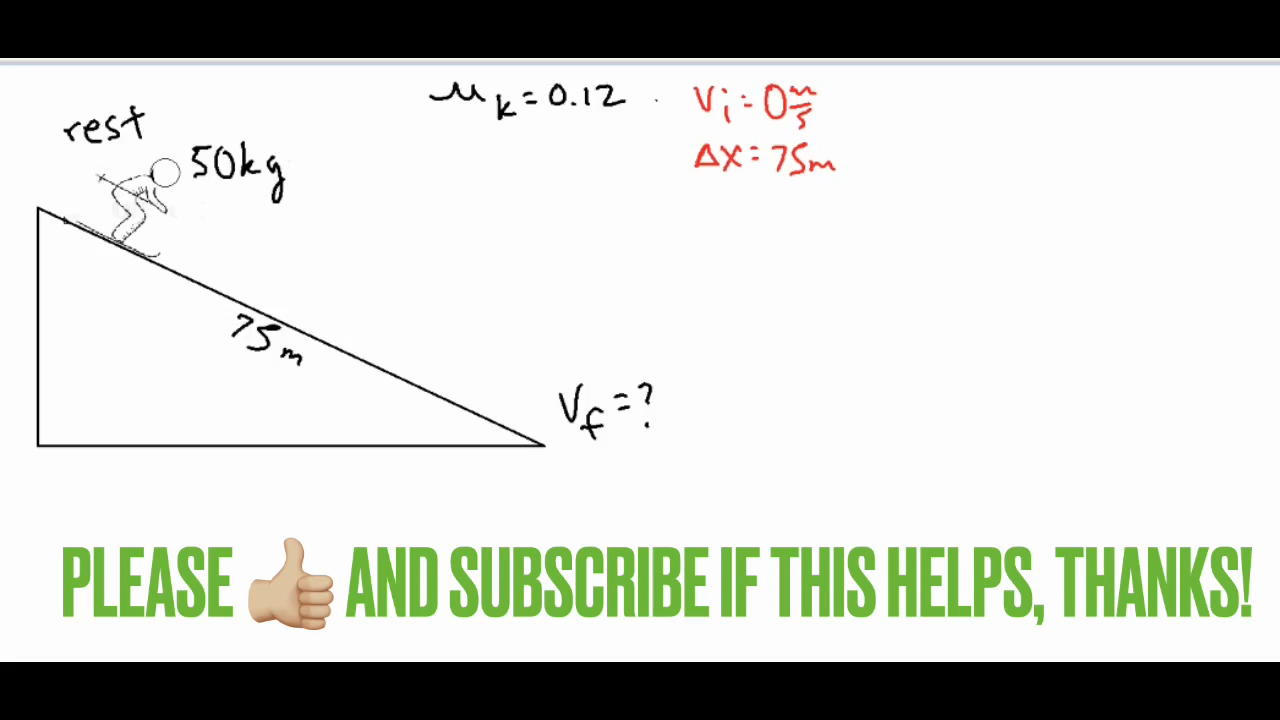 μk = 0.12
Vi = 0 m/s
Δx = 75m
rest
50kg
75m
Vf = ?
PLEASE 👍🏼 AND SUBSCRIBE IF THIS HELPS, THANKS!